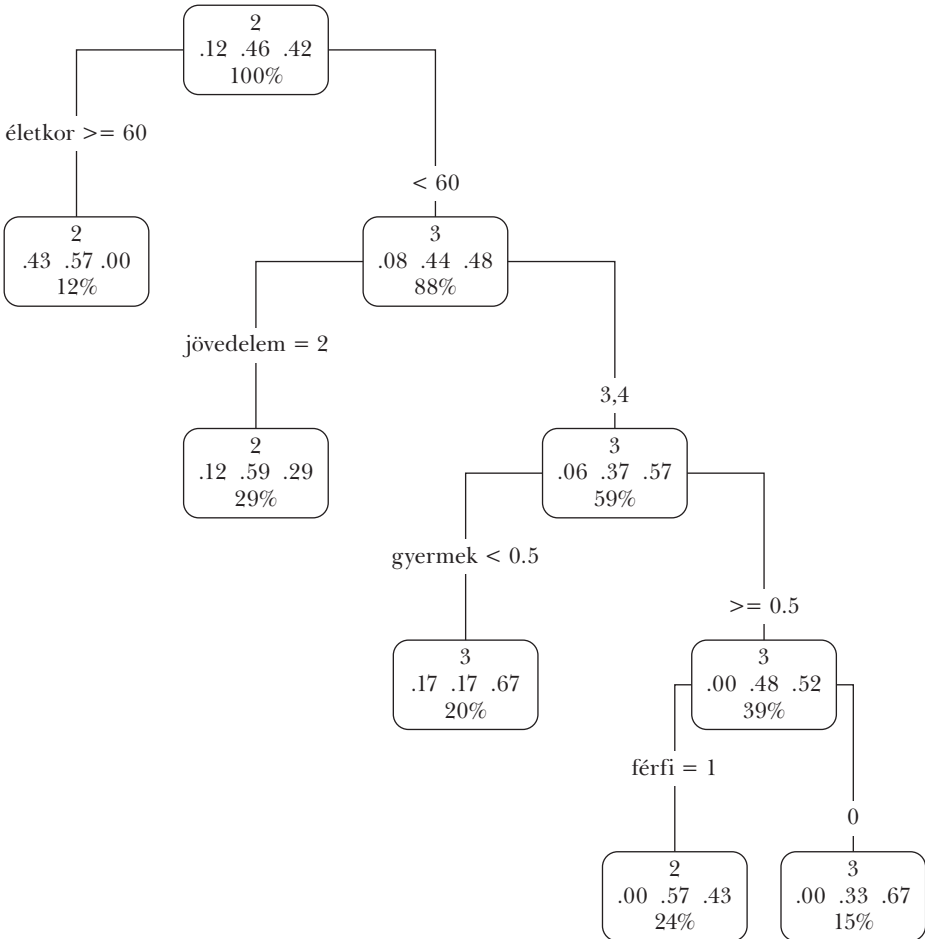 2
.12 .46 .42
100%
életkor >= 60
< 60
2
.43 .57 .00
12%
3
.08 .44 .48
88%
jövedelem = 2
3,4
2
.12 .59 .29
29%
3
.06 .37 .57
59%
gyermek < 0.5
>= 0.5
3
.17 .17 .67
20%
3
.00 .48 .52
39%
férfi = 1
0
2
.00 .57 .43
24%
3
.00 .33 .67
15%